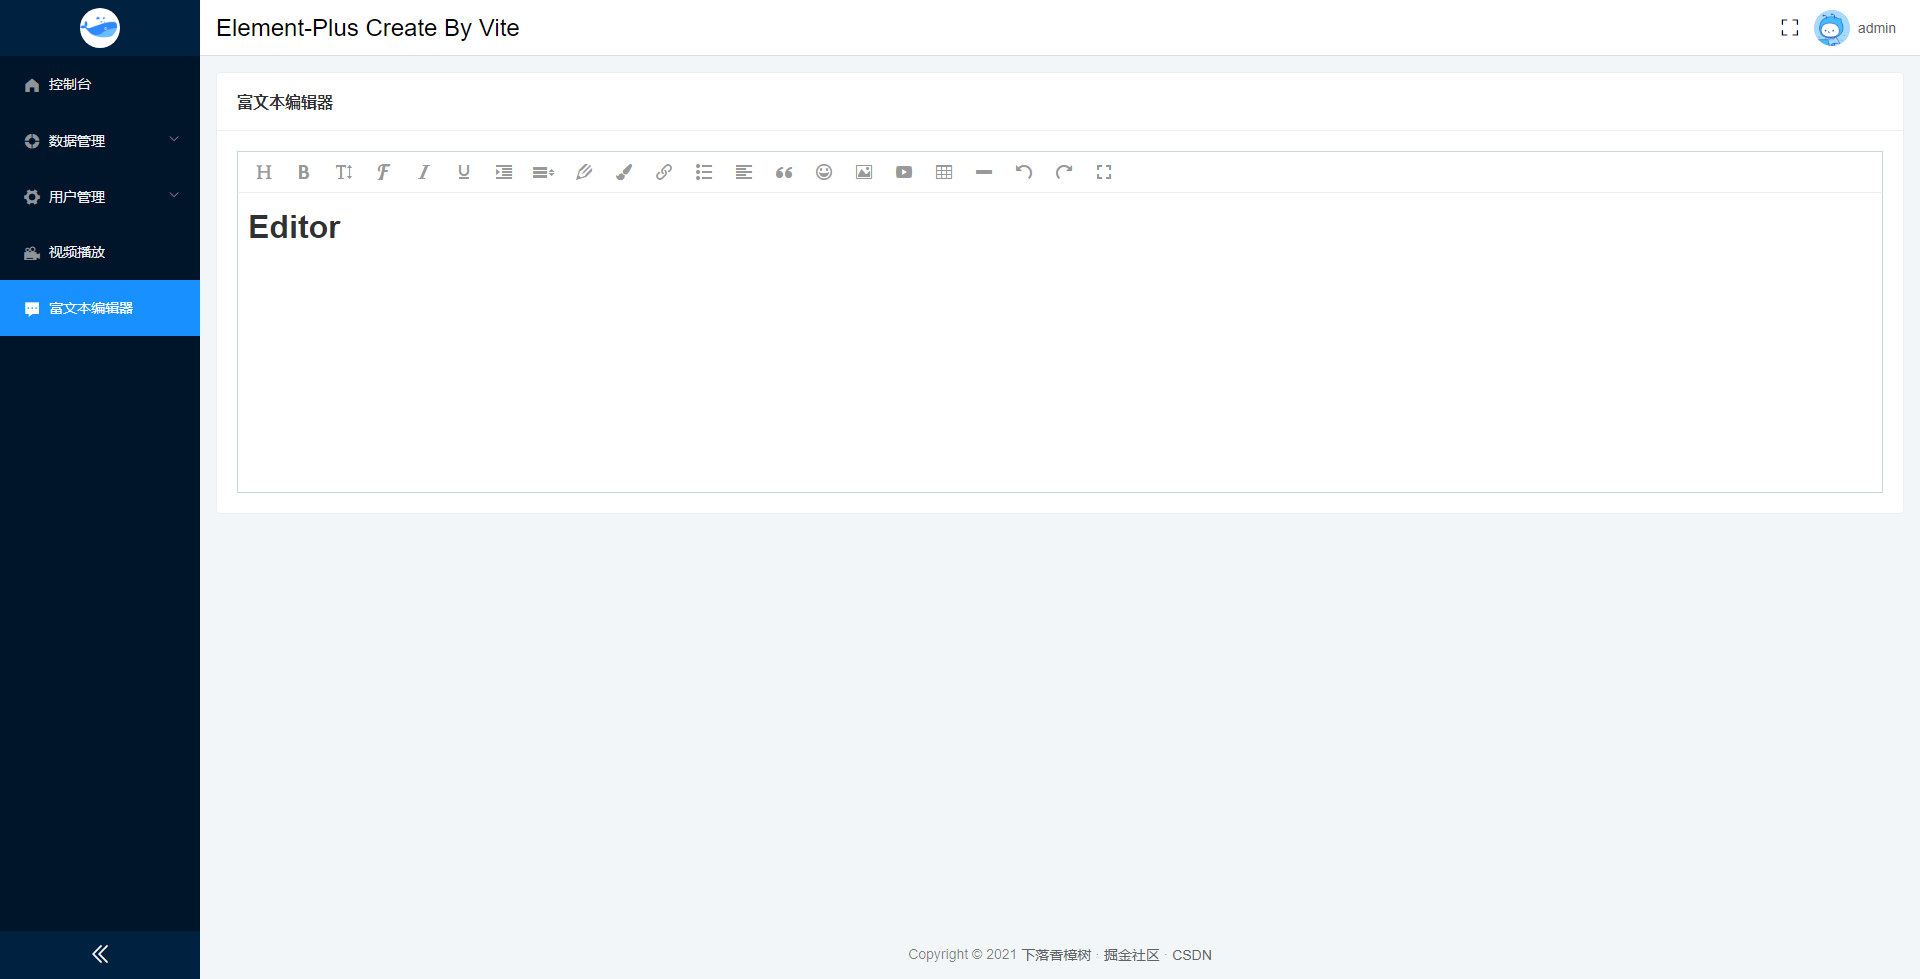 Element-Plus Create By Vite
admin
控制台
数据管理
用户管理
视频播放
富文本编辑器
富文本编辑器
Editor
Copyright © 2021 下落香樟树 · 掘金社区 · CSDN